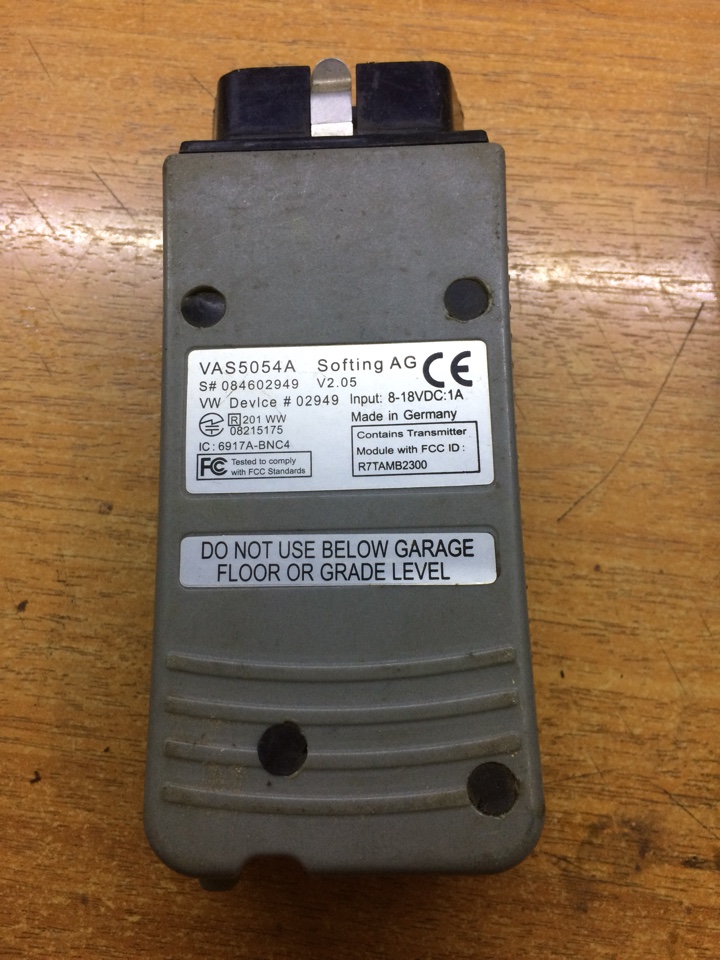 VAS5054A Softing AG CE
S# 084602949 V2.05
VW Device # 02949 Input: 8-18VDC:1A
R 201 WW Made in Germany
08215175
IC: 6917A-BNC4
FC Tested to comply
with FCC Standards
Contains Transmitter
Module with FCC ID:
R7TAMB2300
DO NOT USE BELOW GARAGE
FLOOR OR GRADE LEVEL